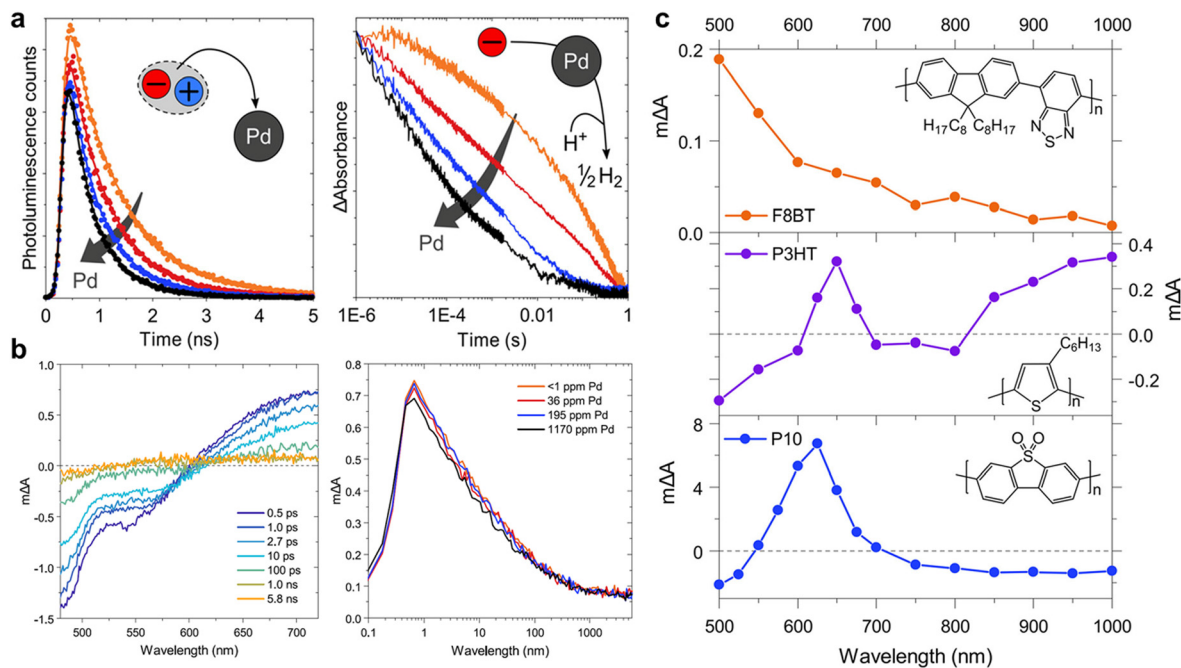 a
Photoluminescence counts
− +
Pd
Pd
0 1 2 3 4 5
Time (ns)
ΔAbsorbance
−
Pd
H+
½H2
Pd
1E-6 1E-4 0.01 1
Time (s)
b
mΔA
1.0
0.5
0.0
-0.5
-1.0
-1.5
0.5 ps
1.0 ps
2.7 ps
10 ps
100 ps
1.0 ns
5.8 ns
500 550 600 650 700
Wavelength (nm)
mΔA
0.9
0.8
0.7
0.6
0.5
0.4
0.3
0.2
0.1
0.0
<1 ppm Pd
36 ppm Pd
195 ppm Pd
1170 ppm Pd
0.1 1 10 100 1000
Wavelength (nm)
c
500 600 700 800 900 1000
mΔA
0.2
0.1
0.0
H17C8 C8H17
N S N
n
F8BT
P3HT
0.4
0.2
0.0
-0.2
mΔA
C6H13
S
n
P10
mΔA
8
4
0
O O
S
n
500 600 700 800 900 1000
Wavelength (nm)